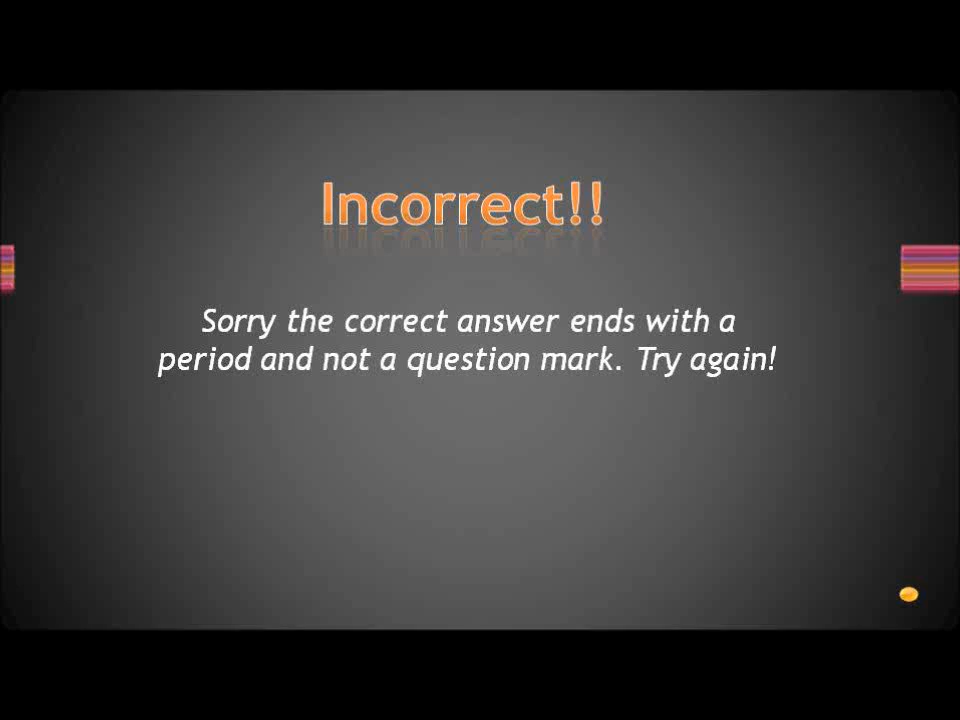 Incorrect!!
Sorry the correct answer ends with a
period and not a question mark. Try again!